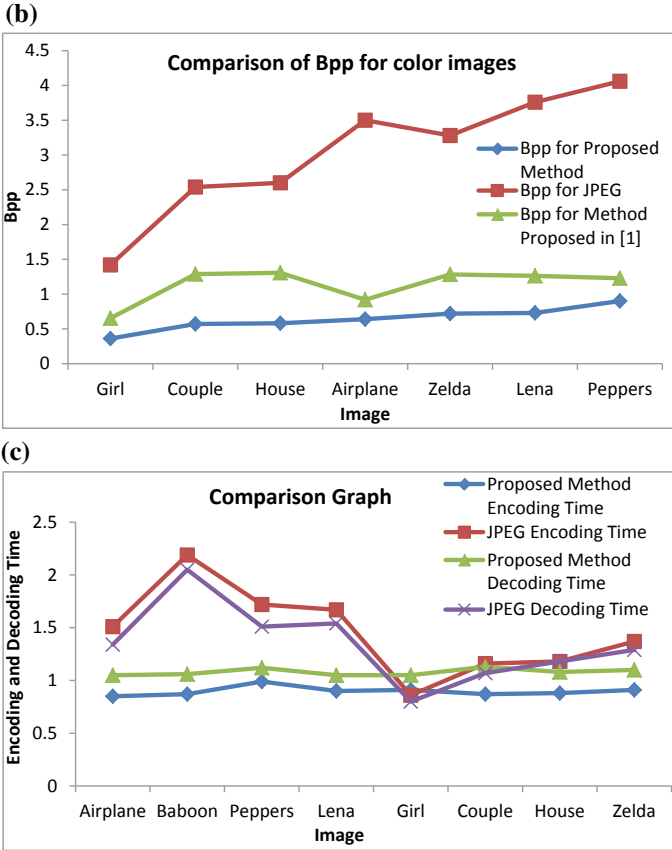 (b)
Comparison of Bpp for color images
4.5
4
3.5
3
2.5
2
1.5
1
0.5
0
Bpp
Bpp for Proposed
Method
Bpp for JPEG
Bpp for Method
Proposed in [1]
Girl Couple House Airplane Zelda Lena Peppers
Image
(c)
Comparison Graph
Proposed Method
Encoding Time
JPEG Encoding Time
Proposed Method
Decoding Time
JPEG Decoding Time
2.5
2
1.5
1
0.5
0
Encoding and Decoding Time
Airplane Baboon Peppers Lena Girl Couple House Zelda
Image